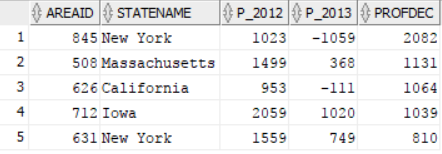 AREAID STATENAME P_2012 P_2013 PROFDEC
1 845 New York 1023 -1059 2082
2 508 Massachusetts 1499 368 1131
3 626 California 953 -111 1064
4 712 Iowa 2059 1020 1039
5 631 New York 1559 749 810